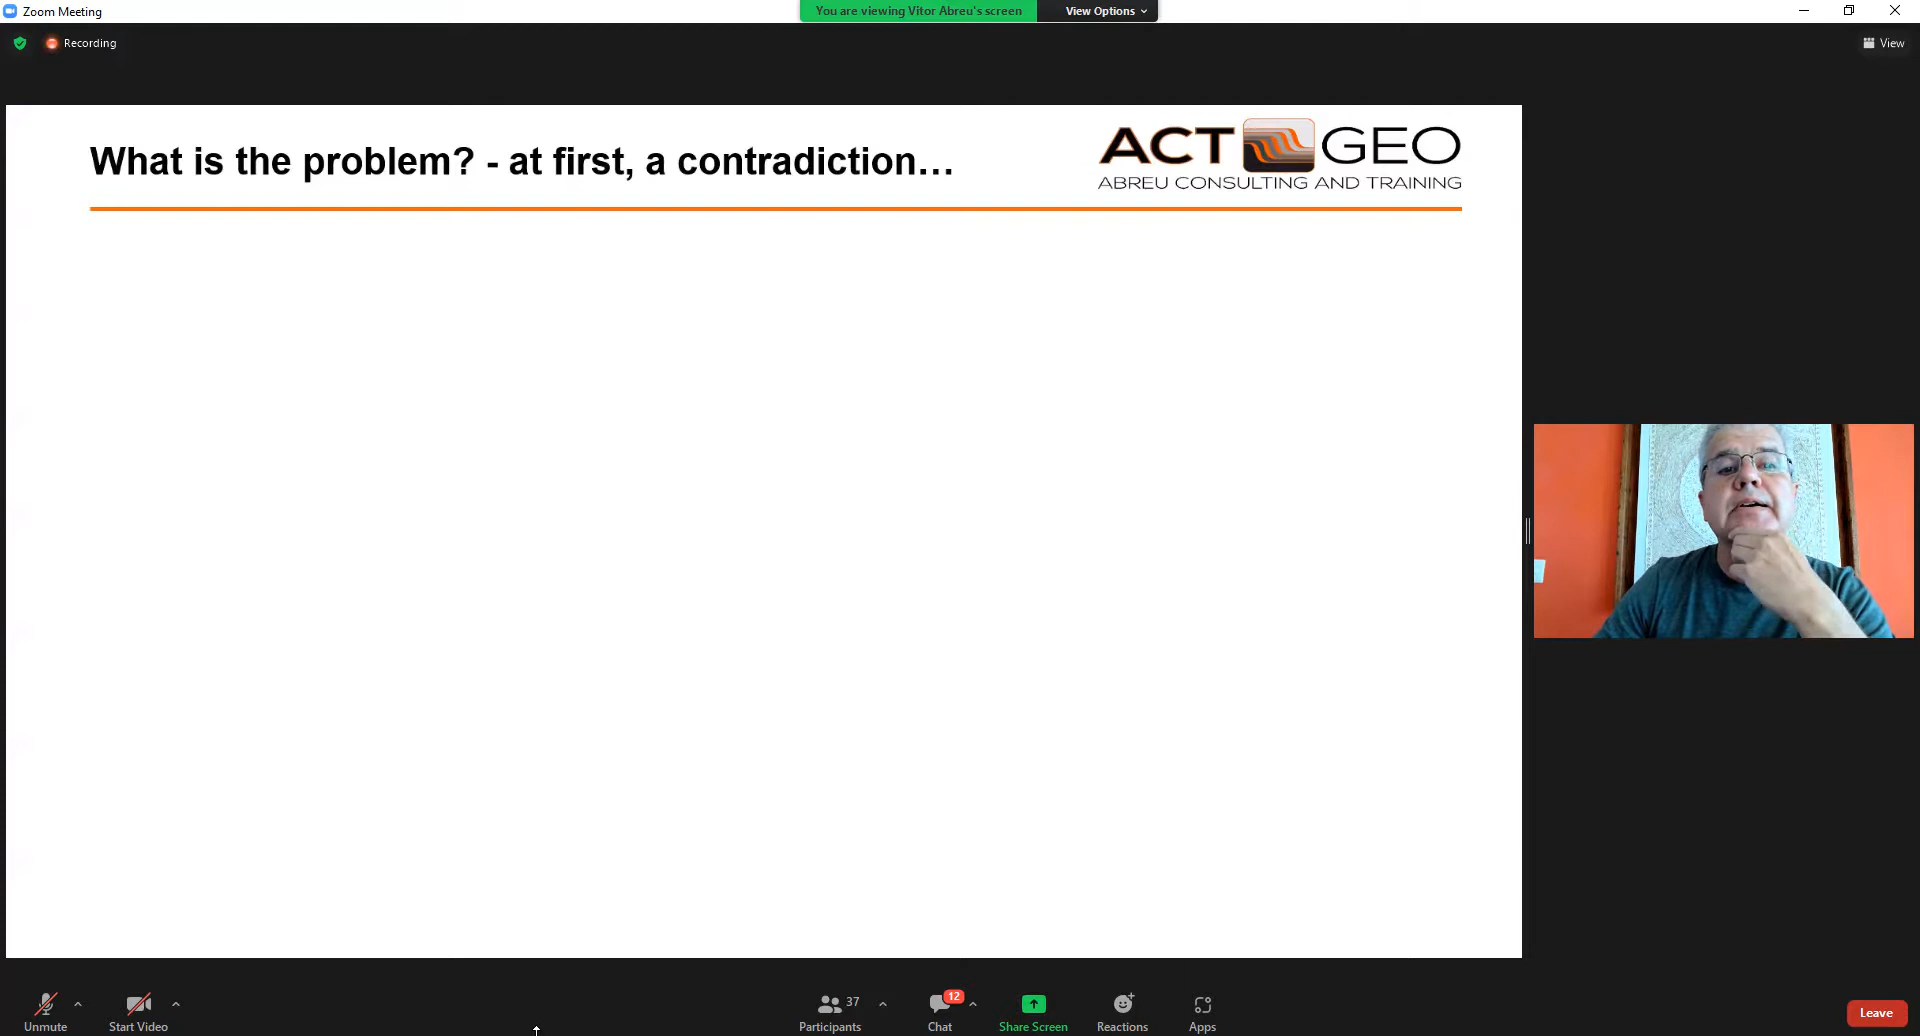 Zoom Meeting
You are viewing Vitor Abreu's screen
View Options
Recording
View
What is the problem? - at first, a contradiction…
ACT GEO
ABREU CONSULTING AND TRAINING
Unmute
Start Video
37
Participants
12
Chat
Share Screen
Reactions
Apps
Leave